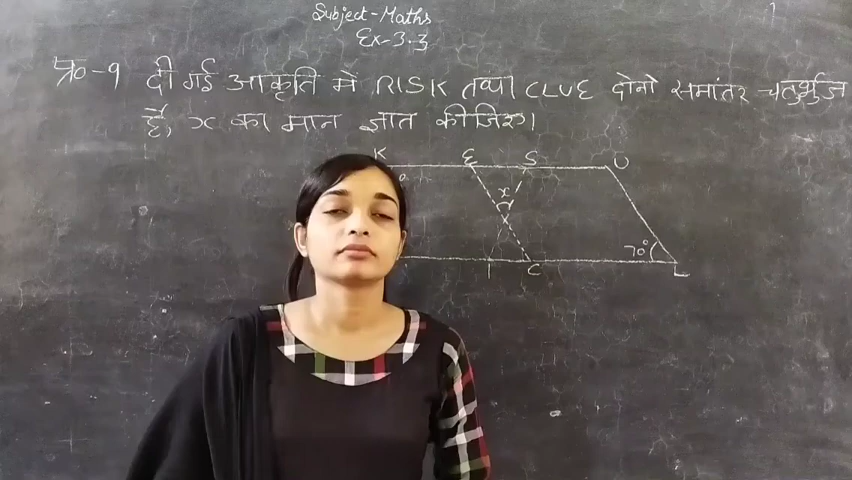 Subject-Maths
Ex-3.3
प्र०-9 दी गई आकृति में RISK तथा CLUE दोनो समांतर चतुर्भुज
है, x का मान ज्ञात कीजिए।
K E S U
x
70°
I C L